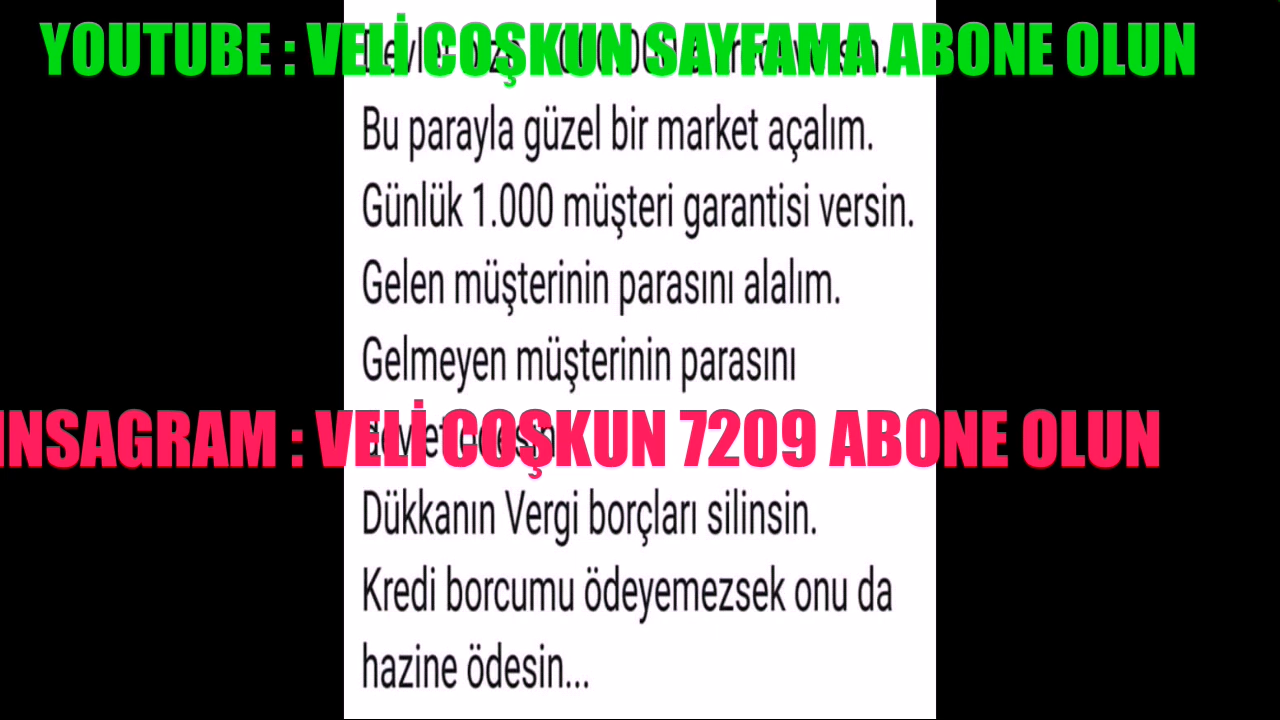 YOUTUBE : VELİ COŞKUN SAYFAMA ABONE OLUN
Bu parayla güzel bir market açalım.
Günlük 1.000 müşteri garantisi versin.
Gelen müşterinin parasını alalım.
Gelmeyen müşterinin parasını
devlet ödesin.
INSAGRAM : VELİ COŞKUN 7209 ABONE OLUN
Dükkanın Vergi borçları silinsin.
Kredi borcumu ödeyemezsek onu da
hazine ödesin...